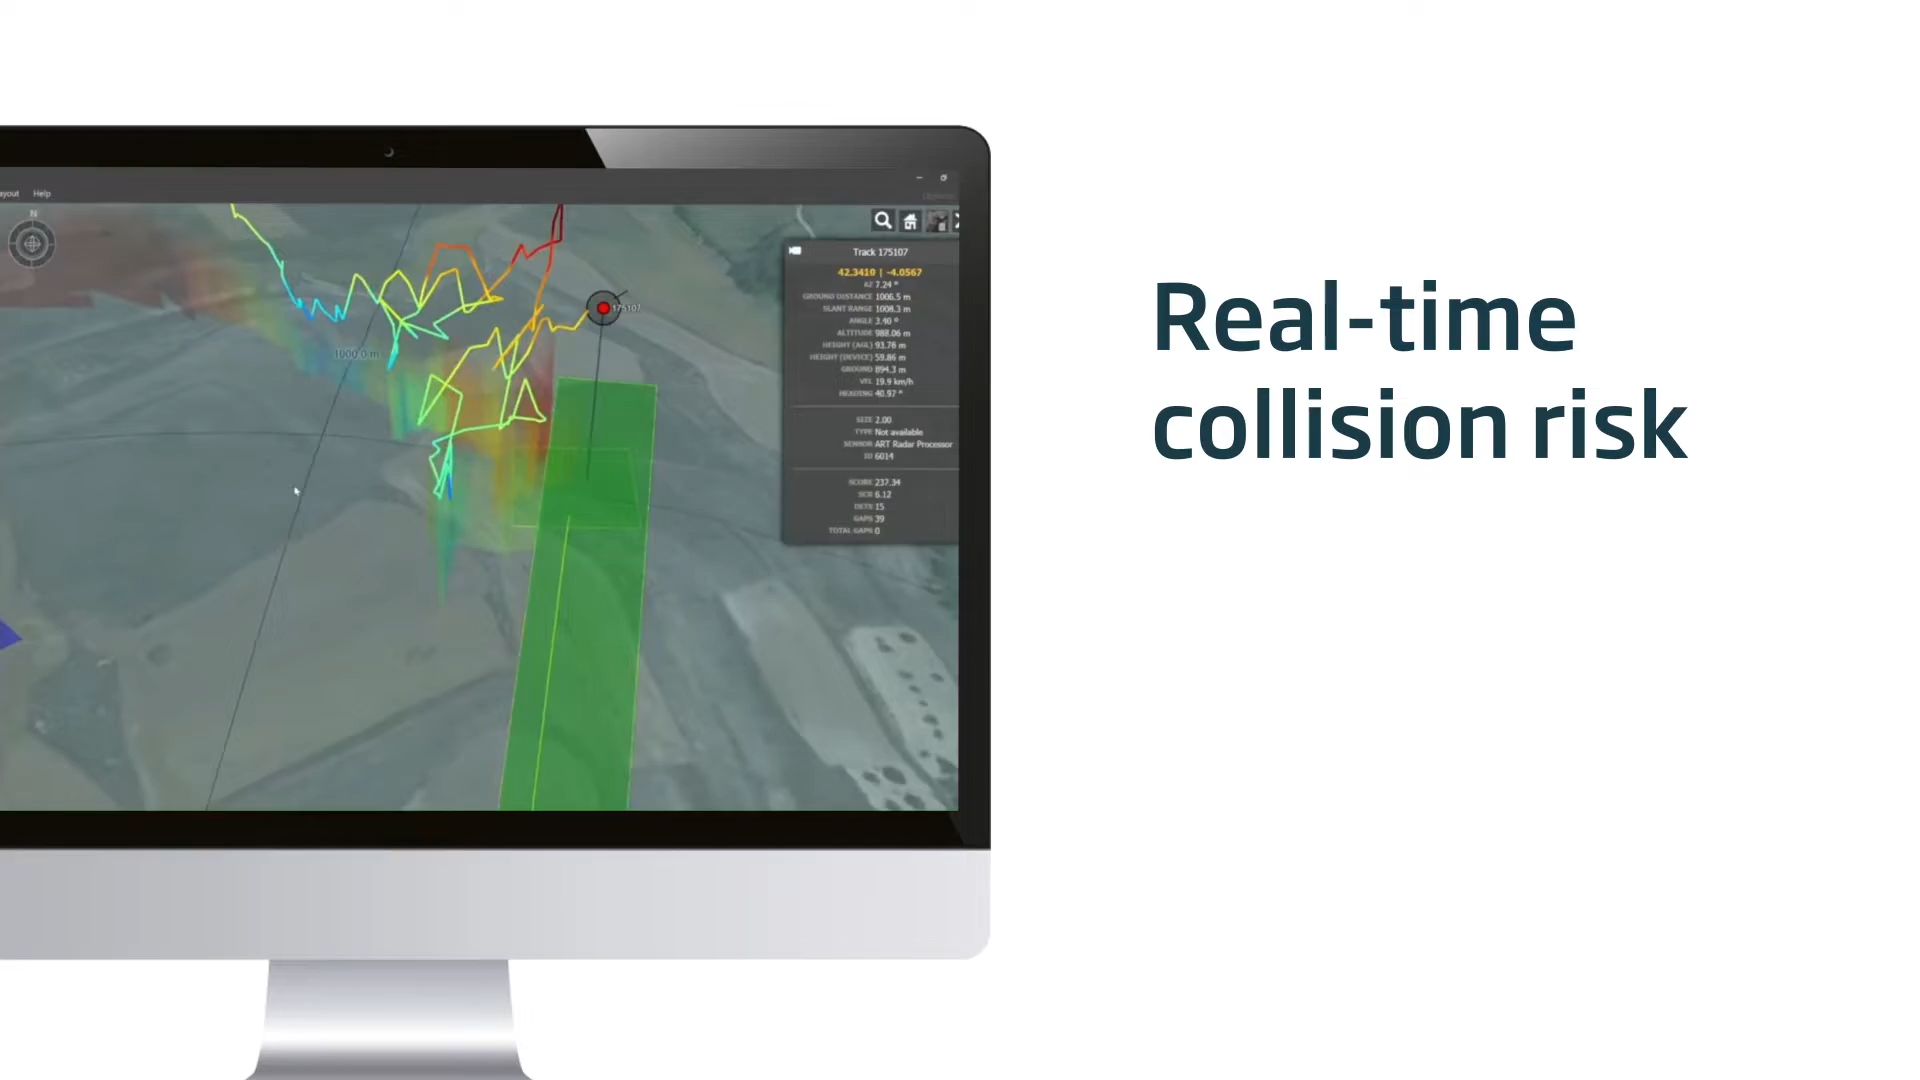 ayout Help
N
1000.0 m
175107
Track 175107
42.3410 | -4.0567
AZ 7.24 °
GROUND DISTANCE 1006.5 m
SLANT RANGE 1008.3 m
ANGLE 3.40 °
ALTITUDE 988.06 m
HEIGHT (AGL) 93.76 m
HEIGHT (DEVICE) 59.86 m
GROUND 894.3 m
VEL 19.9 km/h
HEADING 40.97 °
SIZE 2.00
TYPE Not available
SENSOR ART Radar Processor
ID 6014
SCORE 237.34
SCR 6.12
DETS 15
GAPS 39
TOTAL GAPS 0
Real-time
collision risk